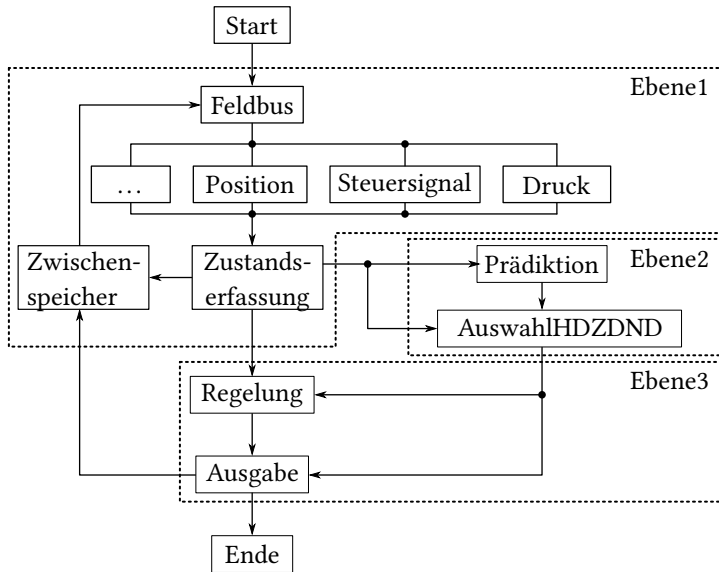 Start
Ebene1
Feldbus
...
Position
Steuersignal
Druck
Zwischen-
speicher
Zustands-
erfassung
Ebene2
Prädiktion
AuswahlHDZDND
Ebene3
Regelung
Ausgabe
Ende